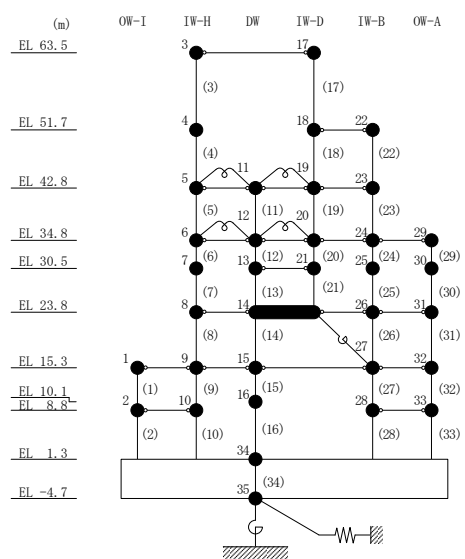 (m) OW-I IW-H DW IW-D IW-B OW-A
EL 63.5 3 17
(3) (17)
EL 51.7 4 18 22
(4) (18) (22)
11 19
EL 42.8 5 23
(5) (11) (19) (23)
12 20
EL 34.8 6 24 29
(6) (12) (20) (24) (29)
EL 30.5 7 13 21 25 30
(7) (13) (21) (25) (30)
EL 23.8 8 14 26 31
(8) (14) (26) (31)
27
EL 15.3 1 9 15 32
(1) (9) (15) (27) (32)
EL 10.1 16
EL 8.8 2 10 28 33
(2) (10) (16) (28) (33)
EL 1.3 34
(34)
EL -4.7 35